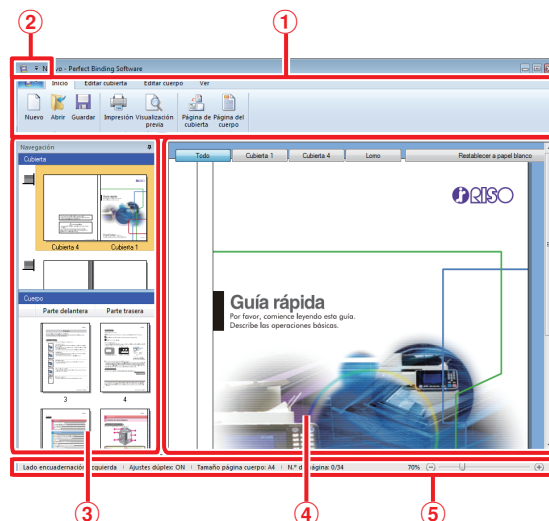 2
1
N vo - Perfect Binding Software
Inicio Editar cubierta Editar cuerpo Ver
Nuevo Abrir Guardar Impresión Visualización previa Página de cubierta Página del cuerpo
Navegación
Cubierta
Todo Cubierta 1 Cubierta 4 Lomo Restablecer a papel blanco
RISO
Guía rápida
Cubierta 4 Cubierta 1
Guía rápida
Por favor, comience leyendo esta guía.
Describe las operaciones básicas.
Cuerpo
Parte delantera Parte trasera
3 4
Lado encuadernación izquierda Ajustes dúplex: ON Tamaño página cuerpo: A4 N.º de página: 0/34 70%
3
4
5